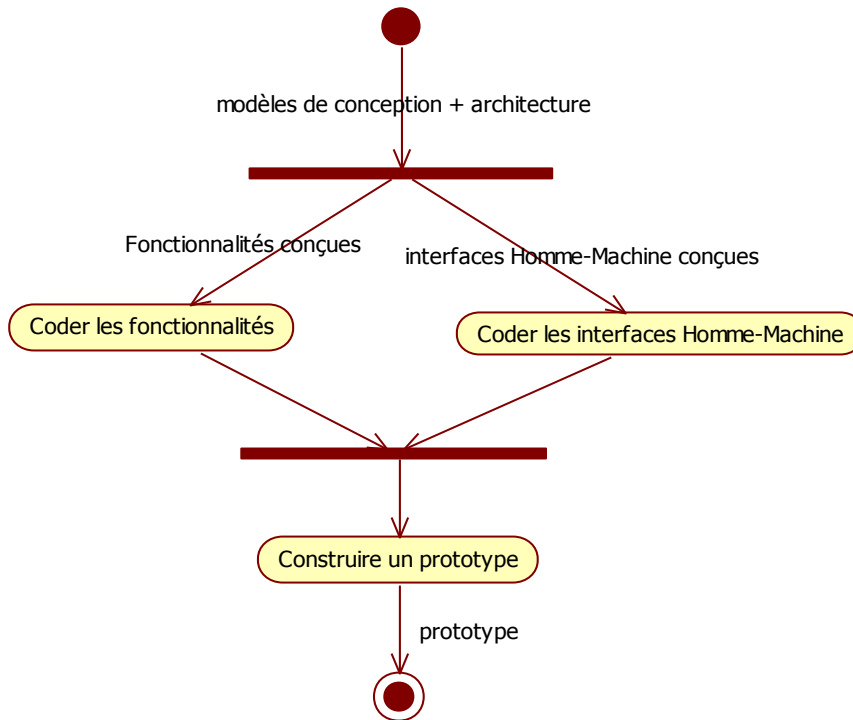 modèles de conception + architecture
Fonctionnalités conçues
interfaces Homme-Machine conçues
Coder les fonctionnalités
Coder les interfaces Homme-Machine
Construire un prototype
prototype